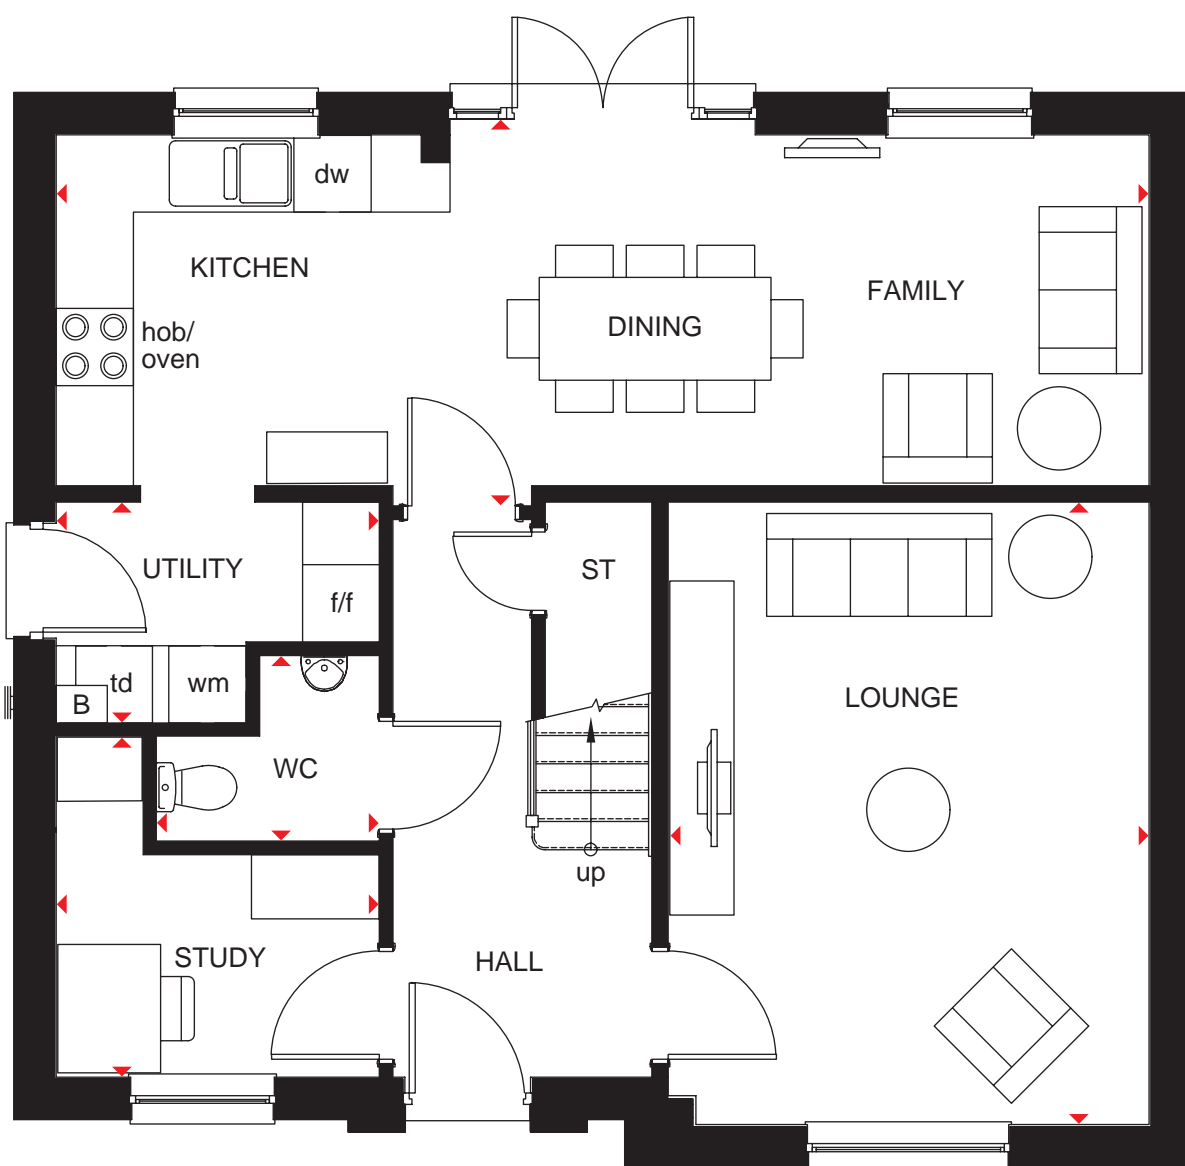 dw
KITCHEN
FAMILY
DINING
hob/
oven
UTILITY
ST
f/f
td
wm
B
LOUNGE
WC
up
STUDY
HALL